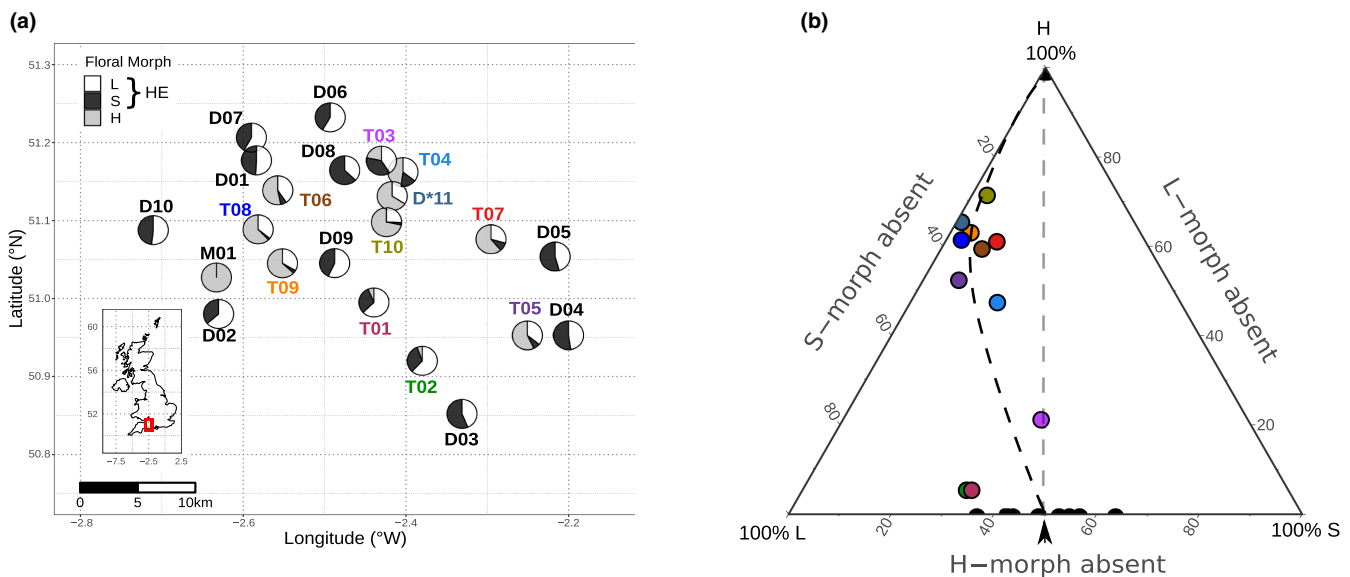 (a)
51.3
51.2
51.1
51.0
50.9
50.8
Latitude (°N)
Floral Morph
L
S
H
HE
D06
D07
T03
D08
T04
D01
T06
D*11
D10
T08
T07
T10
D09
D05
M01
T09
T05
D04
D02
T01
T02
D03
60
56
52
−7.5
−2.5
2.5
0
5
10km
−2.8
−2.6
−2.4
−2.2
Longitude (°W)
(b)
H
100%
20
40
60
80
S−morph absent
80
60
40
20
L−morph absent
100% L
20
40
60
80
100% S
H−morph absent